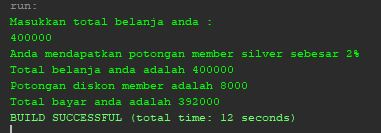 run:
Masukkan total belanja anda :
400000
Anda mendapatkan potongan member silver sebesar 2%
Total belanja anda adalah 400000
Potongan diskon member adalah 8000
Total bayar anda adalah 392000
BUILD SUCCESSFUL (total time: 12 seconds)